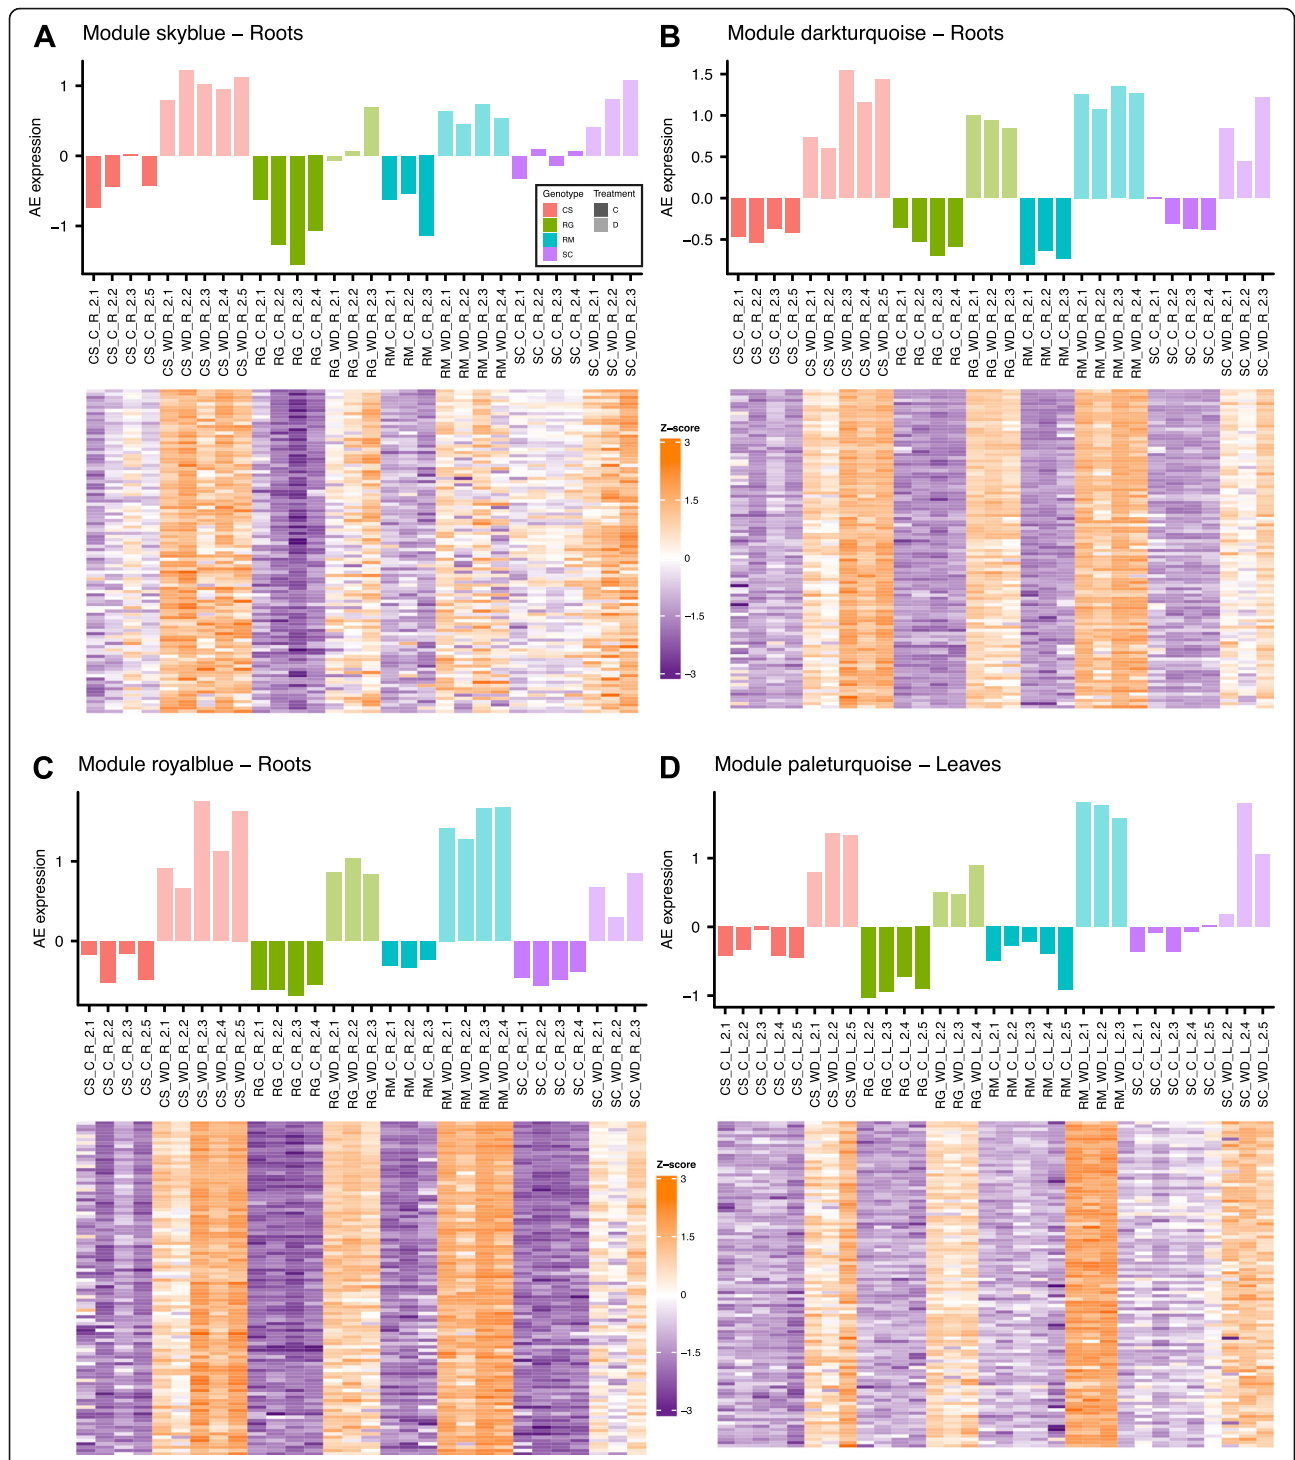 A Module skyblue – Roots
AE expression
1
0
−1
Genotype Treatment
CS C
RG D
RM
SC
CS_C_R_2.1
CS_C_R_2.2
CS_C_R_2.3
CS_C_R_2.5
CS_WD_R_2.1
CS_WD_R_2.2
CS_WD_R_2.3
CS_WD_R_2.4
CS_WD_R_2.5
RG_C_R_2.1
RG_C_R_2.2
RG_C_R_2.3
RG_C_R_2.4
RG_WD_R_2.1
RG_WD_R_2.2
RG_WD_R_2.3
RM_C_R_2.1
RM_C_R_2.2
RM_C_R_2.3
RM_WD_R_2.1
RM_WD_R_2.2
RM_WD_R_2.3
RM_WD_R_2.4
SC_C_R_2.1
SC_C_R_2.2
SC_C_R_2.3
SC_C_R_2.4
SC_WD_R_2.1
SC_WD_R_2.2
SC_WD_R_2.3
Z−score
3
1.5
0
−1.5
−3
B Module darkturquoise – Roots
AE expression
1.5
1.0
0.5
0.0
−0.5
CS_C_R_2.1
CS_C_R_2.2
CS_C_R_2.3
CS_C_R_2.5
CS_WD_R_2.1
CS_WD_R_2.2
CS_WD_R_2.3
CS_WD_R_2.4
CS_WD_R_2.5
RG_C_R_2.1
RG_C_R_2.2
RG_C_R_2.3
RG_C_R_2.4
RG_WD_R_2.1
RG_WD_R_2.2
RG_WD_R_2.3
RM_C_R_2.1
RM_C_R_2.2
RM_C_R_2.3
RM_WD_R_2.1
RM_WD_R_2.2
RM_WD_R_2.3
RM_WD_R_2.4
SC_C_R_2.1
SC_C_R_2.2
SC_C_R_2.3
SC_C_R_2.4
SC_WD_R_2.1
SC_WD_R_2.2
SC_WD_R_2.3
C Module royalblue – Roots
AE expression
1
0
CS_C_R_2.1
CS_C_R_2.2
CS_C_R_2.3
CS_C_R_2.5
CS_WD_R_2.1
CS_WD_R_2.2
CS_WD_R_2.3
CS_WD_R_2.4
CS_WD_R_2.5
RG_C_R_2.1
RG_C_R_2.2
RG_C_R_2.3
RG_C_R_2.4
RG_WD_R_2.1
RG_WD_R_2.2
RG_WD_R_2.3
RM_C_R_2.1
RM_C_R_2.2
RM_C_R_2.3
RM_WD_R_2.1
RM_WD_R_2.2
RM_WD_R_2.3
RM_WD_R_2.4
SC_C_R_2.1
SC_C_R_2.2
SC_C_R_2.3
SC_C_R_2.4
SC_WD_R_2.1
SC_WD_R_2.2
SC_WD_R_2.3
Z−score
3
1.5
0
−1.5
−3
D Module paleturquoise – Leaves
AE expression
1
0
−1
CS_C_L_2.1
CS_C_L_2.2
CS_C_L_2.3
CS_C_L_2.4
CS_C_L_2.5
CS_WD_L_2.1
CS_WD_L_2.2
CS_WD_L_2.5
RG_C_L_2.2
RG_C_L_2.3
RG_C_L_2.4
RG_C_L_2.5
RG_WD_L_2.2
RG_WD_L_2.3
RG_WD_L_2.4
RM_C_L_2.1
RM_C_L_2.2
RM_C_L_2.3
RM_C_L_2.4
RM_C_L_2.5
RM_WD_L_2.1
RM_WD_L_2.2
RM_WD_L_2.3
SC_C_L_2.1
SC_C_L_2.2
SC_C_L_2.3
SC_C_L_2.4
SC_C_L_2.5
SC_WD_L_2.2
SC_WD_L_2.4
SC_WD_L_2.5